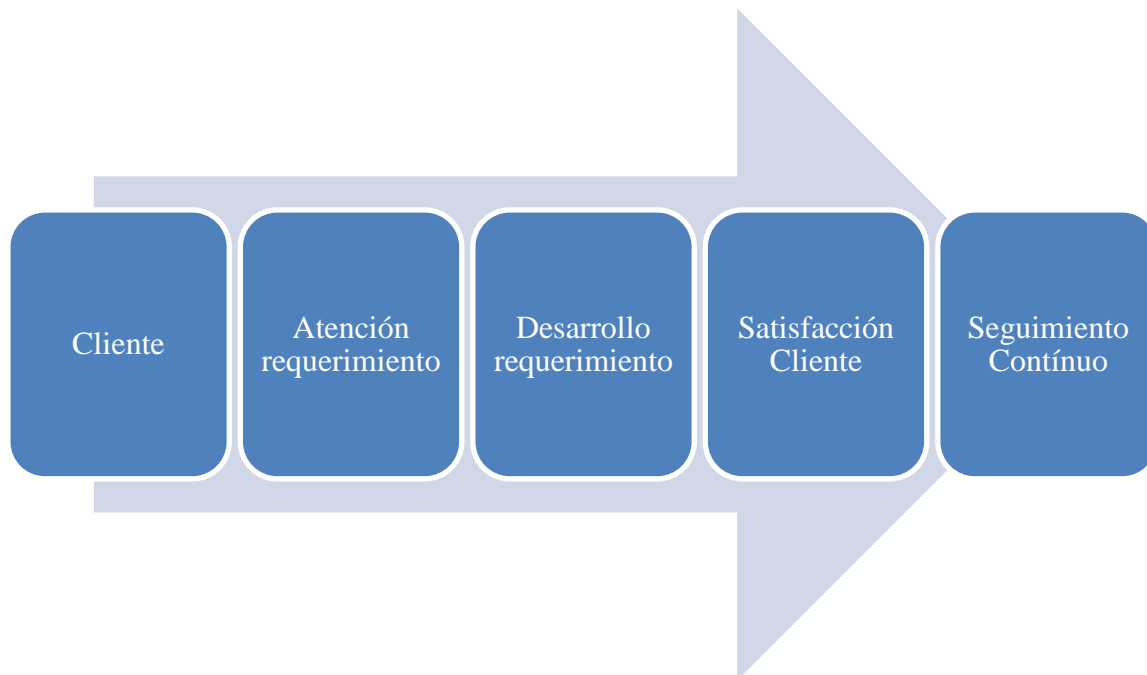 Cliente
Atención
requerimiento
Desarrollo
requerimiento
Satisfacción
Cliente
Seguimiento
Contínuo